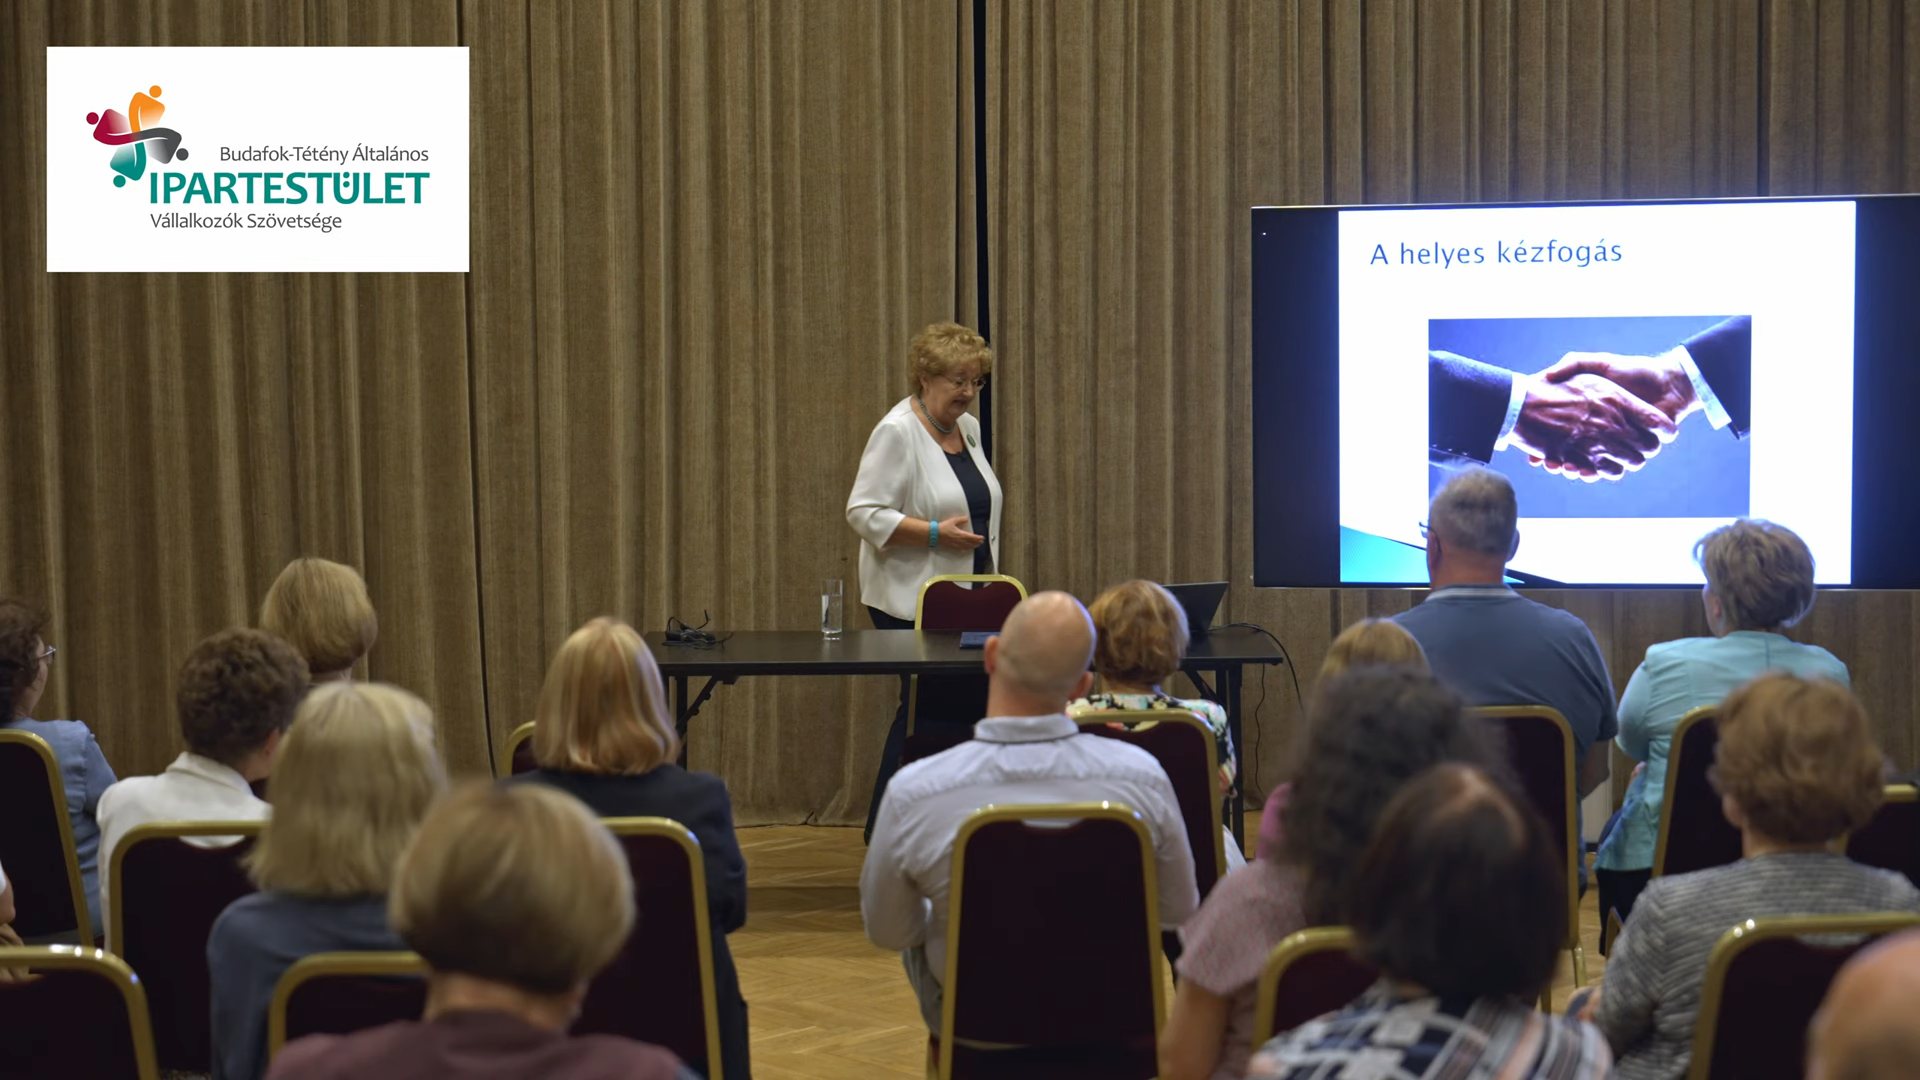 Budafok-Tétény Általános
IPARTESTÜLET
Vállalkozók Szövetsége
A helyes kézfogás